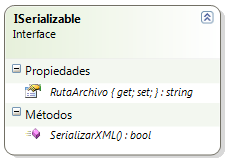 ISerializable
Interface
Propiedades
RutaArchivo { get; set; } : string
Métodos
SerializarXML() : bool